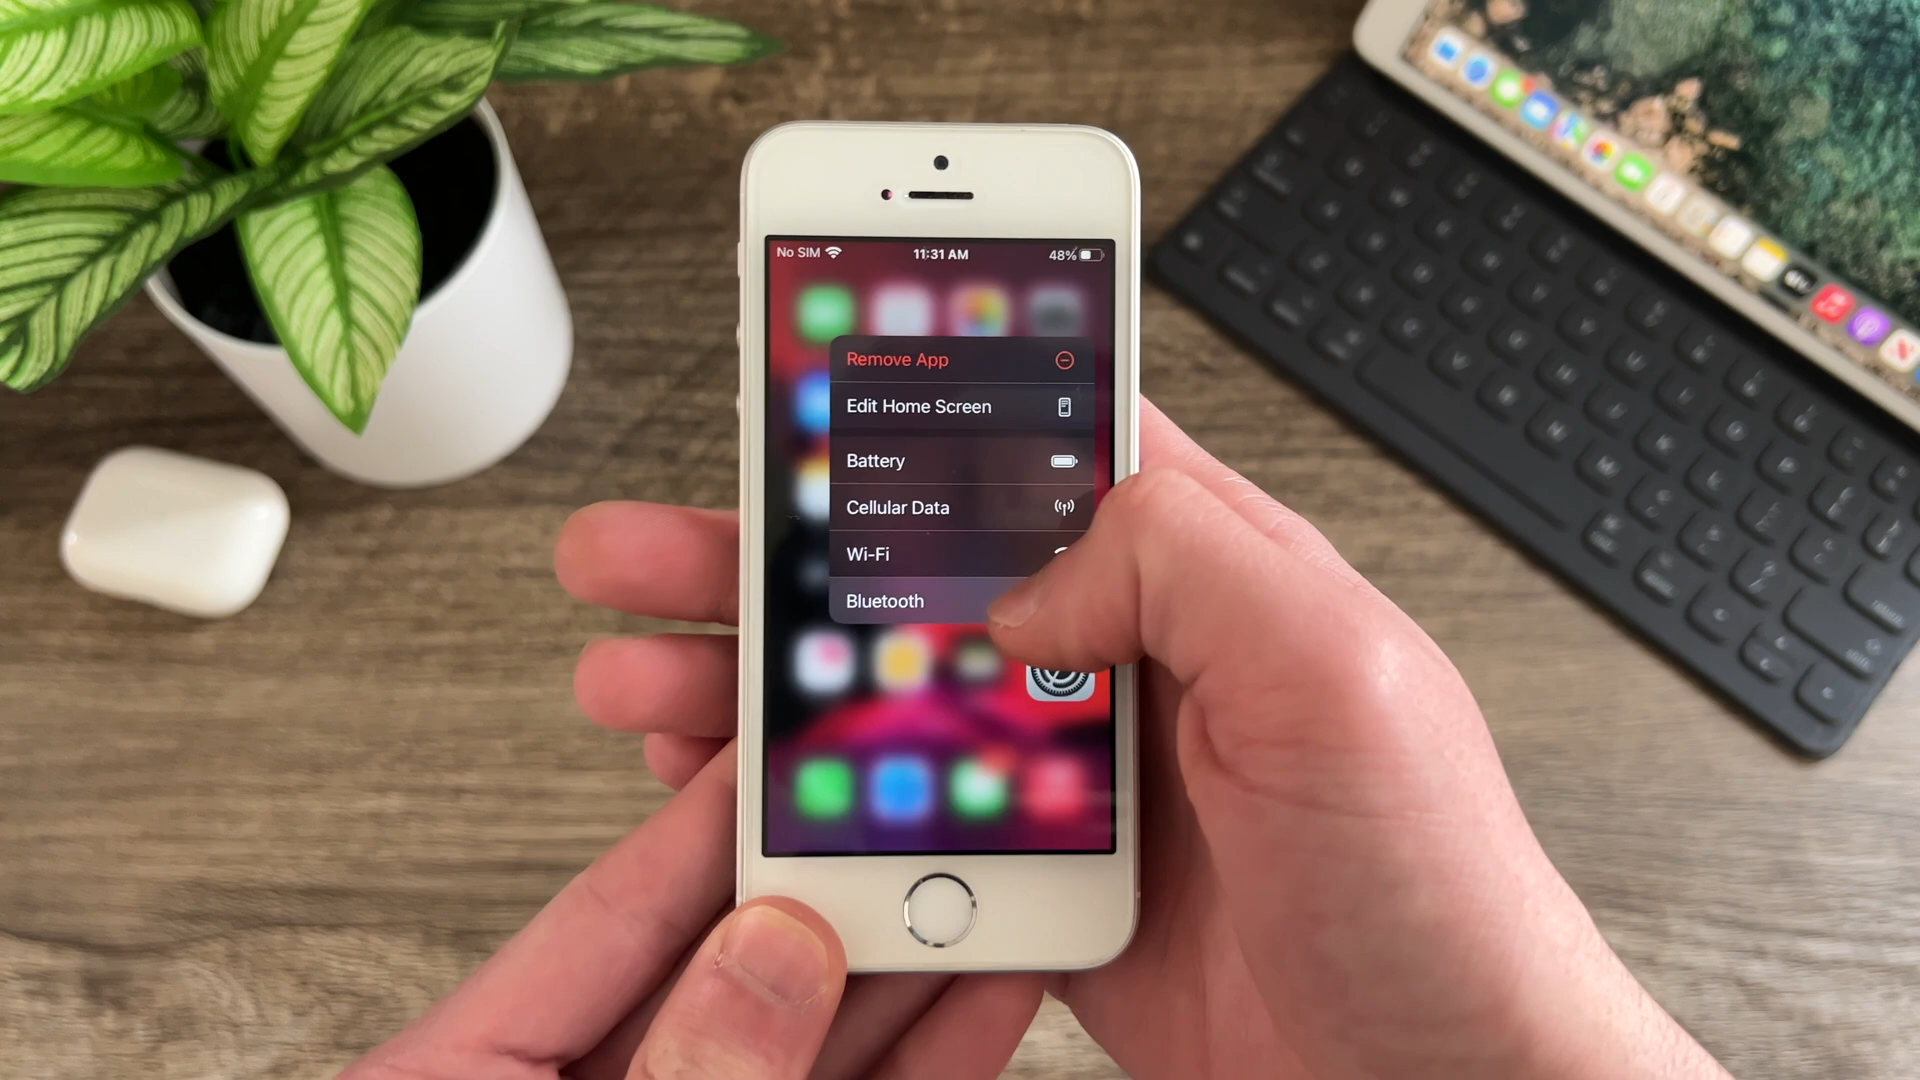 No SIM 11:31 AM 48%
Remove App
Edit Home Screen
Battery
Cellular Data
Wi-Fi
Bluetooth